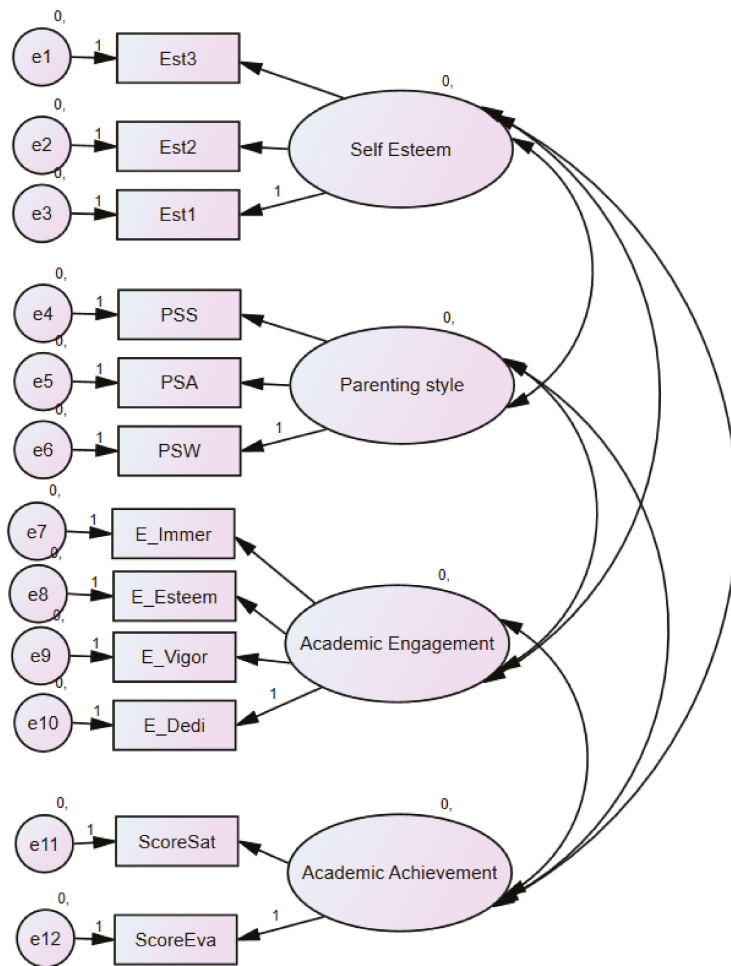 0,
e1 1 Est3
0,
Self Esteem
0,
e2 1 Est2
0,
e3 1 Est1 1
0,
e4 1 PSS
0,
Parenting style
0,
e5 1 PSA
0,
e6 1 PSW 1
0,
e7 1 E_Immer
0,
e8 1 E_Esteem
0,
Academic Engagement
0,
e9 1 E_Vigor
0,
e10 1 E_Dedi 1
0,
e11 1 ScoreSat
0,
Academic Achievement
0,
e12 1 ScoreEva 1